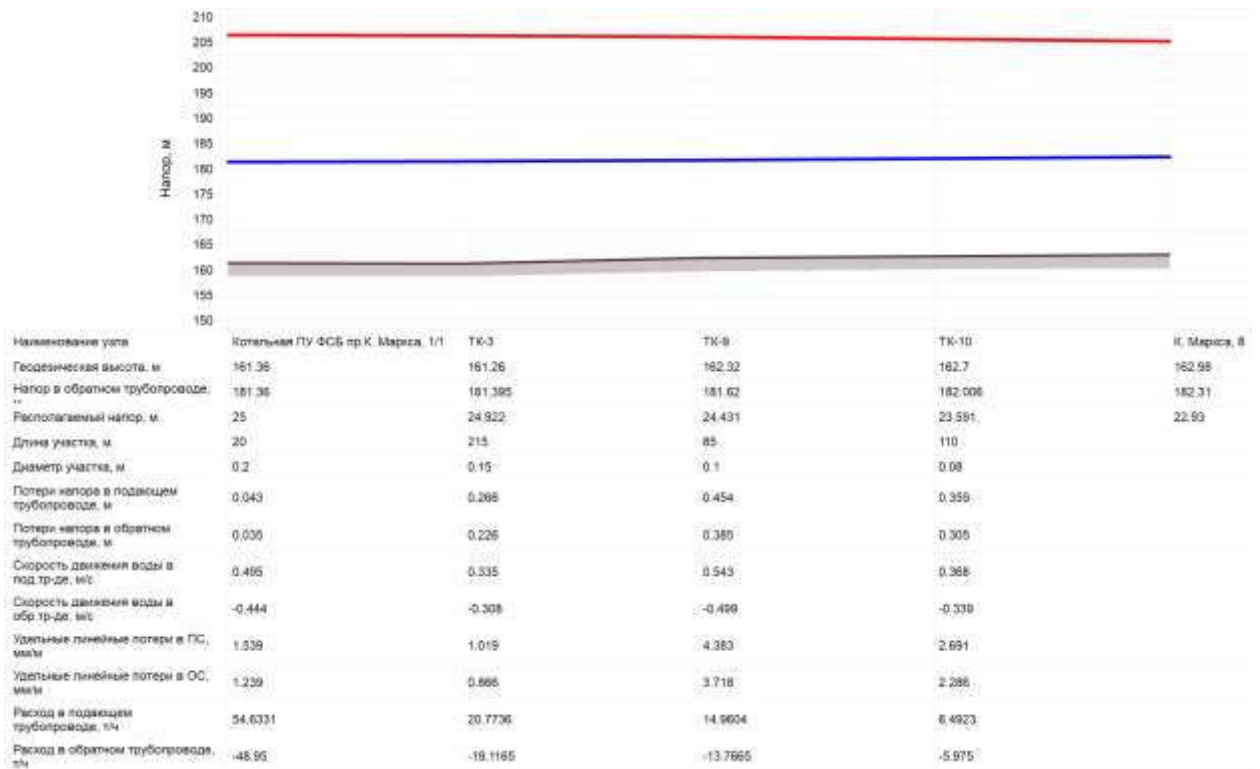 210
205
200
195
190
185
180
175
170
165
160
155
150
Напор, м
Наименование узла Котельная ПУ ФСБ пр.К. Маркса, 1/1 ТК-3 ТК-9 ТК-10 К. Маркса, 8
Геодезическая высота, м 161.36 161.26 162.32 162.7 162.98
Напор в обратном трубопроводе, 181.36 181.395 181.62 182.006 182.31
Располагаемый напор, м 25 24.922 24.431 23.591 22.93
Длина участка, м 20 215 85 110
Диаметр участка, м 0.2 0.15 0.1 0.08
Потери напора в подающем
трубопроводе, м 0.043 0.266 0.454 0.356
Потери напора в обратном
трубопроводе, м 0.035 0.226 0.385 0.305
Скорость движения воды в
под.тр-де, м/с 0.495 0.335 0.543 0.368
Скорость движения воды в
обр.тр-де, м/с -0.444 -0.308 -0.499 -0.339
Удельные линейные потери в ПС,
мм/м 1.539 1.019 4.383 2.691
Удельные линейные потери в ОС,
мм/м 1.239 0.866 3.718 2.286
Расход в подающем
трубопроводе, т/ч 54.6331 20.7736 14.9604 6.4923
Расход в обратном трубопроводе,
т/ч -48.95 -19.1165 -13.7665 -5.975